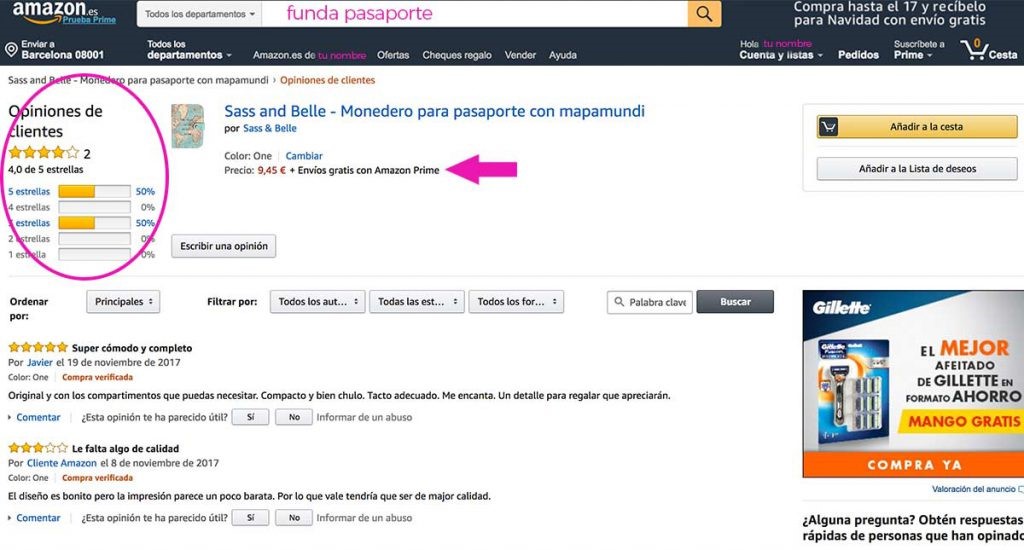 amazon.es
Prueba Prime
Todos los departamentos
funda pasaporte
Compra hasta el 17 y recíbelo
para Navidad con envío gratis
Enviar a
Barcelona 08001
Todos los
departamentos
Amazon.es de tu nombre
Ofertas
Cheques regalo
Vender
Ayuda
Hola tu nombre
Cuenta y listas
Pedidos
Suscríbete a
Prime
0
Cesta
Sass and Belle - Monedero para pasaporte con mapamundi › Opiniones de clientes
Opiniones de
clientes
2
4,0 de 5 estrellas
5 estrellas 50%
4 estrellas 0%
estrellas 50%
2 estrellas 0%
1 estrella 0%
Sass and Belle - Monedero para pasaporte con mapamundi
por Sass & Belle
Color: One | Cambiar
Precio: 9,45 € + Envíos gratis con Amazon Prime
Escribir una opinión
Añadir a la cesta
Añadir a la Lista de deseos
Ordenar
por:
Principales
Filtrar por:
Todos los aut...
Todas las est...
Todos los for...
Palabra clave
Buscar
Super cómodo y completo
Por Javier el 19 de noviembre de 2017
Color: One | Compra verificada
Original y con los compartimentos que puedas necesitar. Compacto y bien chulo. Tacto adecuado. Me encanta. Un detalle para regalar que apreciarán.
Comentar | ¿Esta opinión te ha parecido útil? Sí No Informar de un abuso
Le falta algo de calidad
Por Cliente Amazon el 8 de noviembre de 2017
Color: One | Compra verificada
El diseño es bonito pero la impresión parece un poco barata. Por lo que vale tendría que ser de major calidad.
Comentar | ¿Esta opinión te ha parecido útil? Sí No Informar de un abuso
Gillette
EL MEJOR
AFEITADO
DE GILLETTE EN
FORMATO AHORRO
MANGO GRATIS
COMPRA YA
Valoración del anuncio
¿Alguna pregunta? Obtén respuestas
rápidas de personas que han opinado